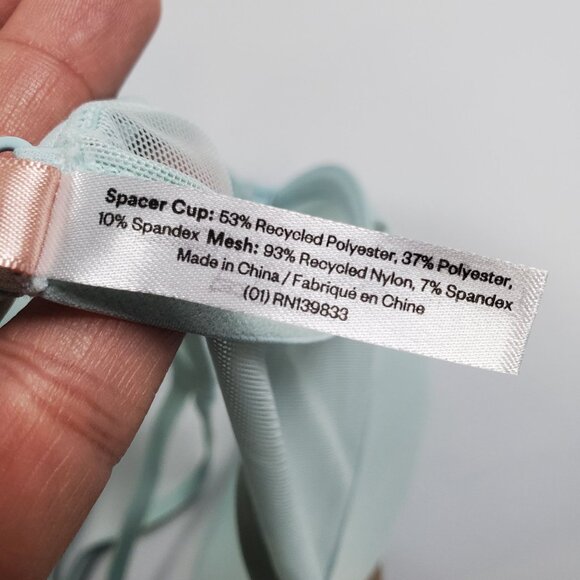 Spacer Cup: 53% Recycled Polyester, 37% Polyester,
10% Spandex Mesh: 93% Recycled Nylon, 7% Spandex
Made in China / Fabriqué en Chine
(01) RN139833